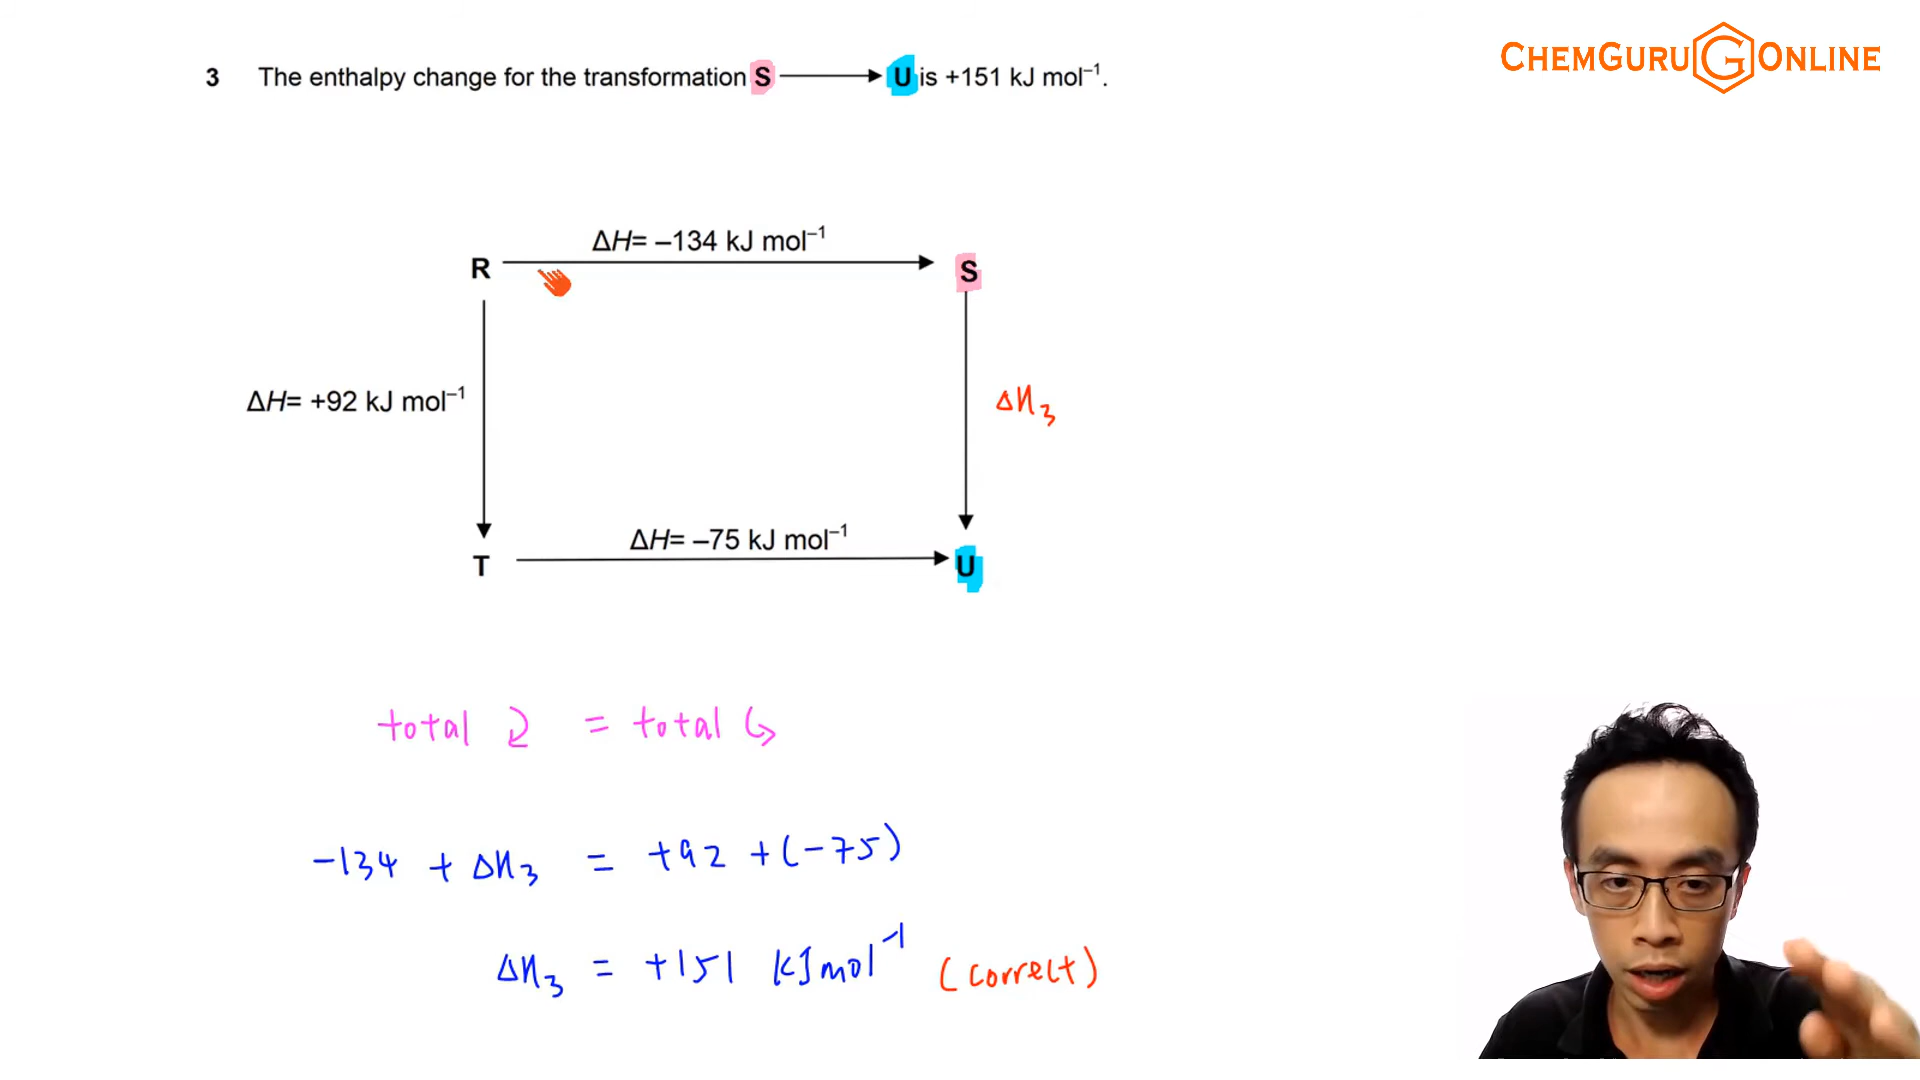 CHEMGURU G ONLINE
3 The enthalpy change for the transformation S ⟶ U is +151 kJ mol⁻¹.
ΔH= –134 kJ mol⁻¹
R S
ΔH= +92 kJ mol⁻¹ ΔH₃
ΔH= –75 kJ mol⁻¹
T U
total ⤸ = total ↳
-134 + ΔH₃ = +92 + (-75)
ΔH₃ = +151 kJ mol⁻¹ (correct)